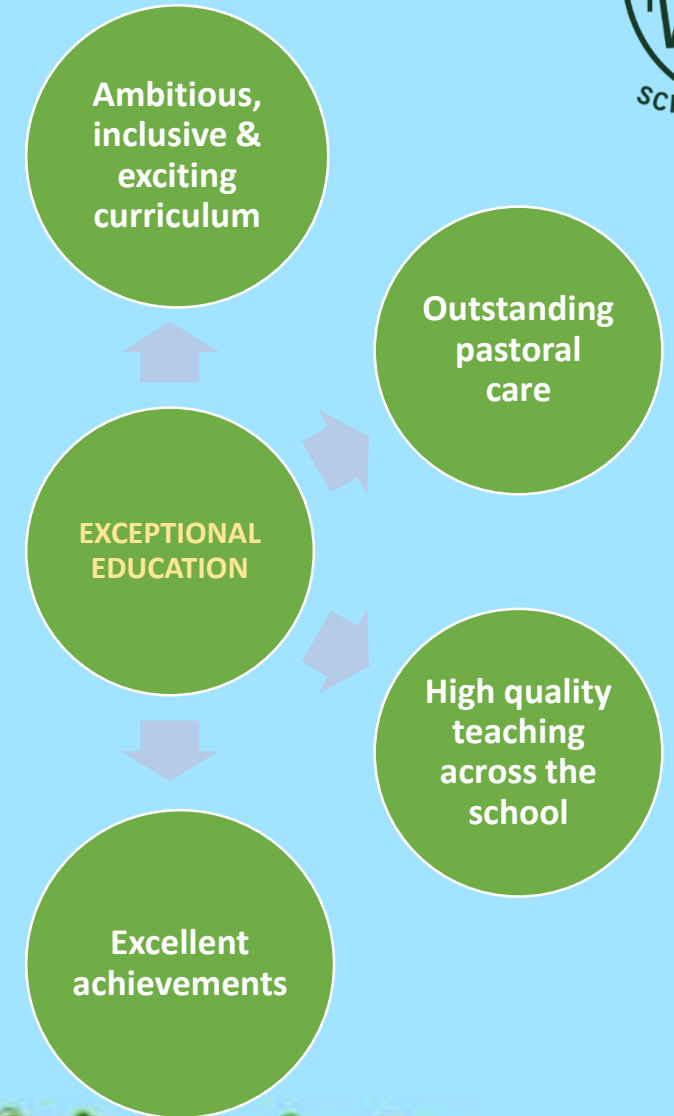 Ambitious,
inclusive &
exciting
curriculum
Outstanding
pastoral
care
EXCEPTIONAL
EDUCATION
High quality
teaching
across the
school
Excellent
achievements